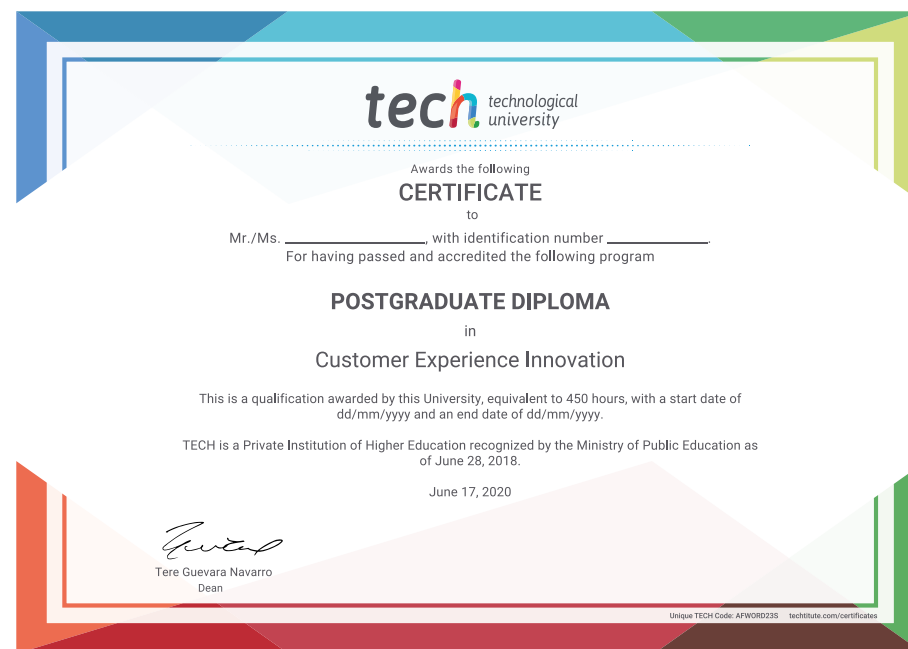 tech technological
university
Awards the following
CERTIFICATE
to
Mr./Ms. ____________________, with identification number ______________.
For having passed and accredited the following program
POSTGRADUATE DIPLOMA
in
Customer Experience Innovation
This is a qualification awarded by this University, equivalent to 450 hours, with a start date of
dd/mm/yyyy and an end date of dd/mm/yyyy.
TECH is a Private Institution of Higher Education recognized by the Ministry of Public Education as
of June 28, 2018.
June 17, 2020
Tere Guevara Navarro
Dean
Unique TECH Code: AFWORD23S techtitute.com/certificates